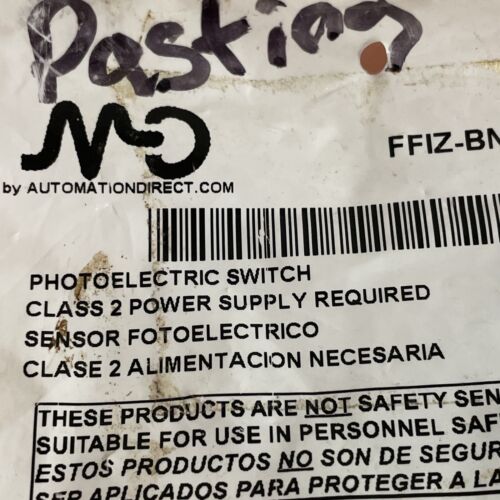 Pasting
by AUTOMATIONDIRECT.COM
FFIZ-BN
PHOTOELECTRIC SWITCH
CLASS 2 POWER SUPPLY REQUIRED
SENSOR FOTOELECTRICO
CLASE 2 ALIMENTACION NECESARIA
THESE PRODUCTS ARE NOT SAFETY SEN
SUITABLE FOR USE IN PERSONNEL SAF
ESTOS PRODUCTOS NO SON DE SEGUR
SER APLICADOS PARA PROTEGER A LA